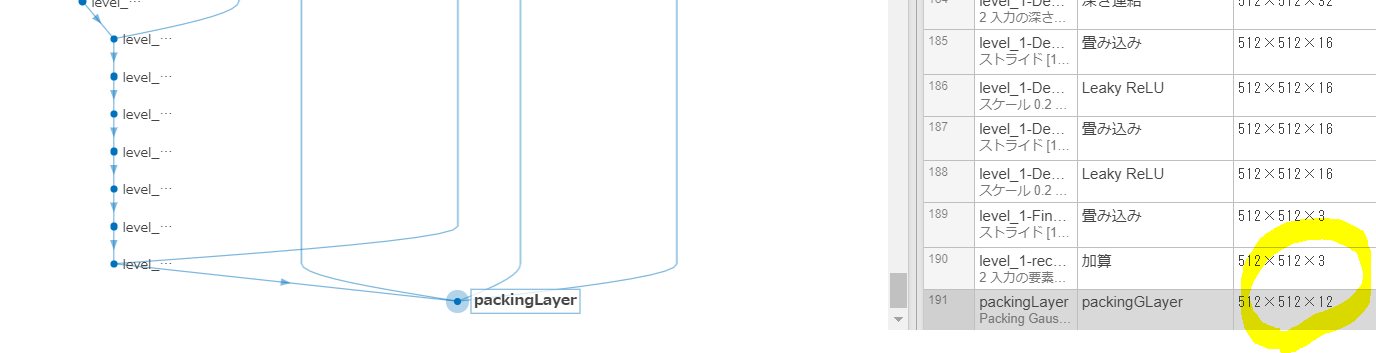 level_…
level_…
level_…
level_…
level_…
level_…
level_…
level_…
packingLayer
深さ連結
512×512×32
2 入力の深さ…
185
level_1-De…
畳み込み
512×512×16
ストライド [1…
186
level_1-De…
Leaky ReLU
512×512×16
スケール 0.2 …
187
level_1-De…
畳み込み
512×512×16
ストライド [1…
188
level_1-De…
Leaky ReLU
512×512×16
スケール 0.2 …
189
level_1-Fin…
畳み込み
512×512×3
ストライド [1…
190
level_1-rec…
加算
512×512×3
2 入力の要素…
191
packingLayer
packingGLayer
512×512×12
Packing Gaus…